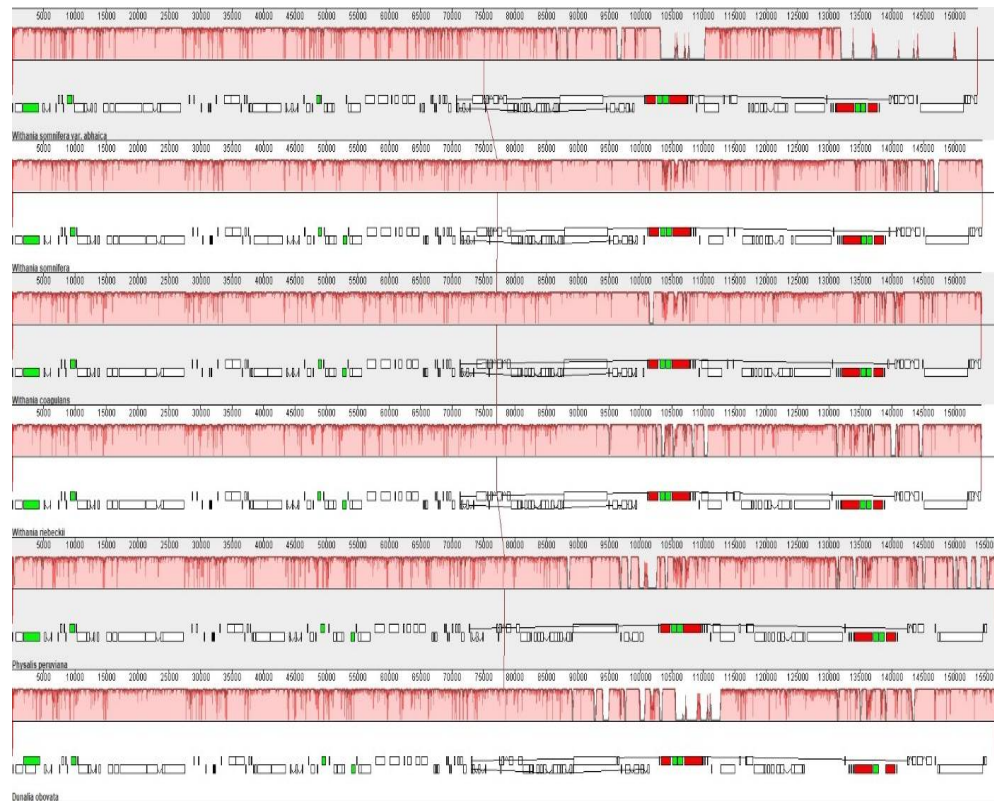 5000 10000 15000 20000 25000 30000 35000 40000 45000 50000 55000 60000 65000 70000 75000 80000 85000 90000 95000 100000 105000 110000 115000 120000 125000 130000 135000 140000 145000 150000
Withania somnifera var. abhaica
5000 10000 15000 20000 25000 30000 35000 40000 45000 50000 55000 60000 65000 70000 75000 80000 85000 90000 95000 100000 105000 110000 115000 120000 125000 130000 135000 140000 145000 150000
Withania somnifera
5000 10000 15000 20000 25000 30000 35000 40000 45000 50000 55000 60000 65000 70000 75000 80000 85000 90000 95000 100000 105000 110000 115000 120000 125000 130000 135000 140000 145000 150000
Withania coagulans
5000 10000 15000 20000 25000 30000 35000 40000 45000 50000 55000 60000 65000 70000 75000 80000 85000 90000 95000 100000 105000 110000 115000 120000 125000 130000 135000 140000 145000 150000
Withania riebeckii
5000 10000 15000 20000 25000 30000 35000 40000 45000 50000 55000 60000 65000 70000 75000 80000 85000 90000 95000 100000 105000 110000 115000 120000 125000 130000 135000 140000 145000 150000 15500
Physalis peruviana
5000 10000 15000 20000 25000 30000 35000 40000 45000 50000 55000 60000 65000 70000 75000 80000 85000 90000 95000 100000 105000 110000 115000 120000 125000 130000 135000 140000 145000 150000 15500
Dunalia obovata